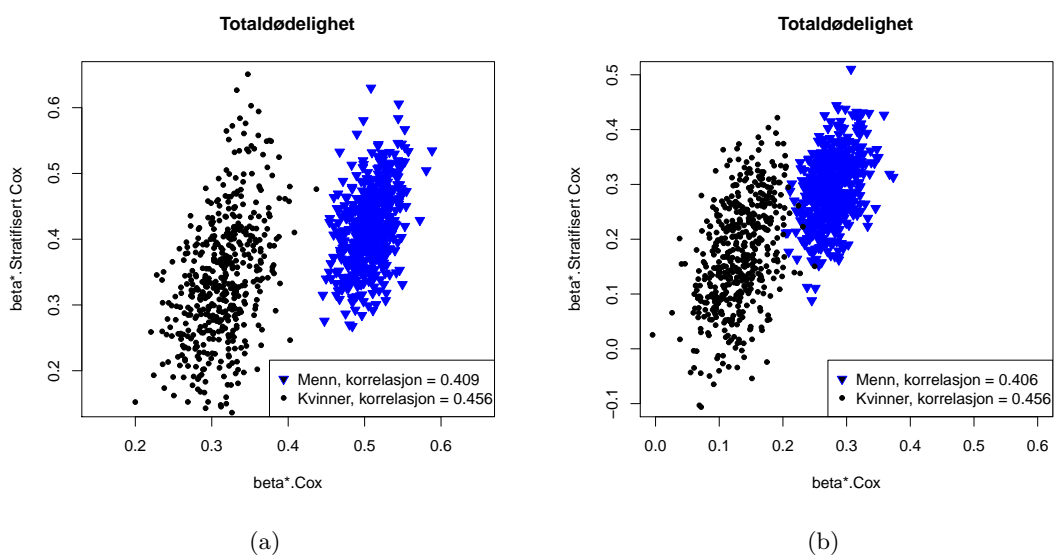 Totaldødelighet
beta*.Stratifisert Cox
0.6
0.5
0.4
0.3
0.2
Menn, korrelasjon = 0.409
Kvinner, korrelasjon = 0.456
0.2 0.3 0.4 0.5 0.6
beta*.Cox
(a)
Totaldødelighet
beta*.Stratifisert Cox
0.5
0.4
0.3
0.2
0.1
0.0
−0.1
Menn, korrelasjon = 0.406
Kvinner, korrelasjon = 0.456
0.0 0.1 0.2 0.3 0.4 0.5 0.6
beta*.Cox
(b)